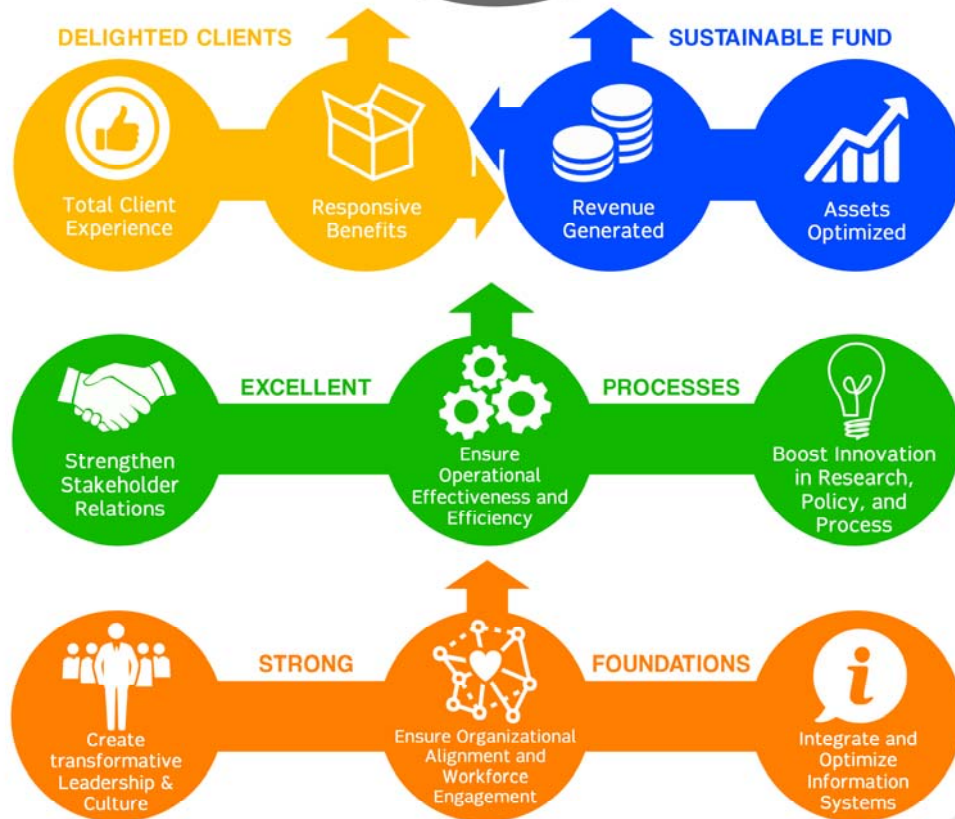 DELIGHTED CLIENTS
SUSTAINABLE FUND
Total Client
Experience
Responsive
Benefits
Revenue
Generated
Assets
Optimized
EXCELLENT
PROCESSES
Strengthen
Stakeholder
Relations
Ensure
Operational
Effectiveness and
Efficiency
Boost Innovation
in Research,
Policy, and
Process
STRONG
FOUNDATIONS
Create
transformative
Leadership &
Culture
Ensure Organizational
Alignment and
Workforce
Engagement
i
Integrate and
Optimize
Information
Systems